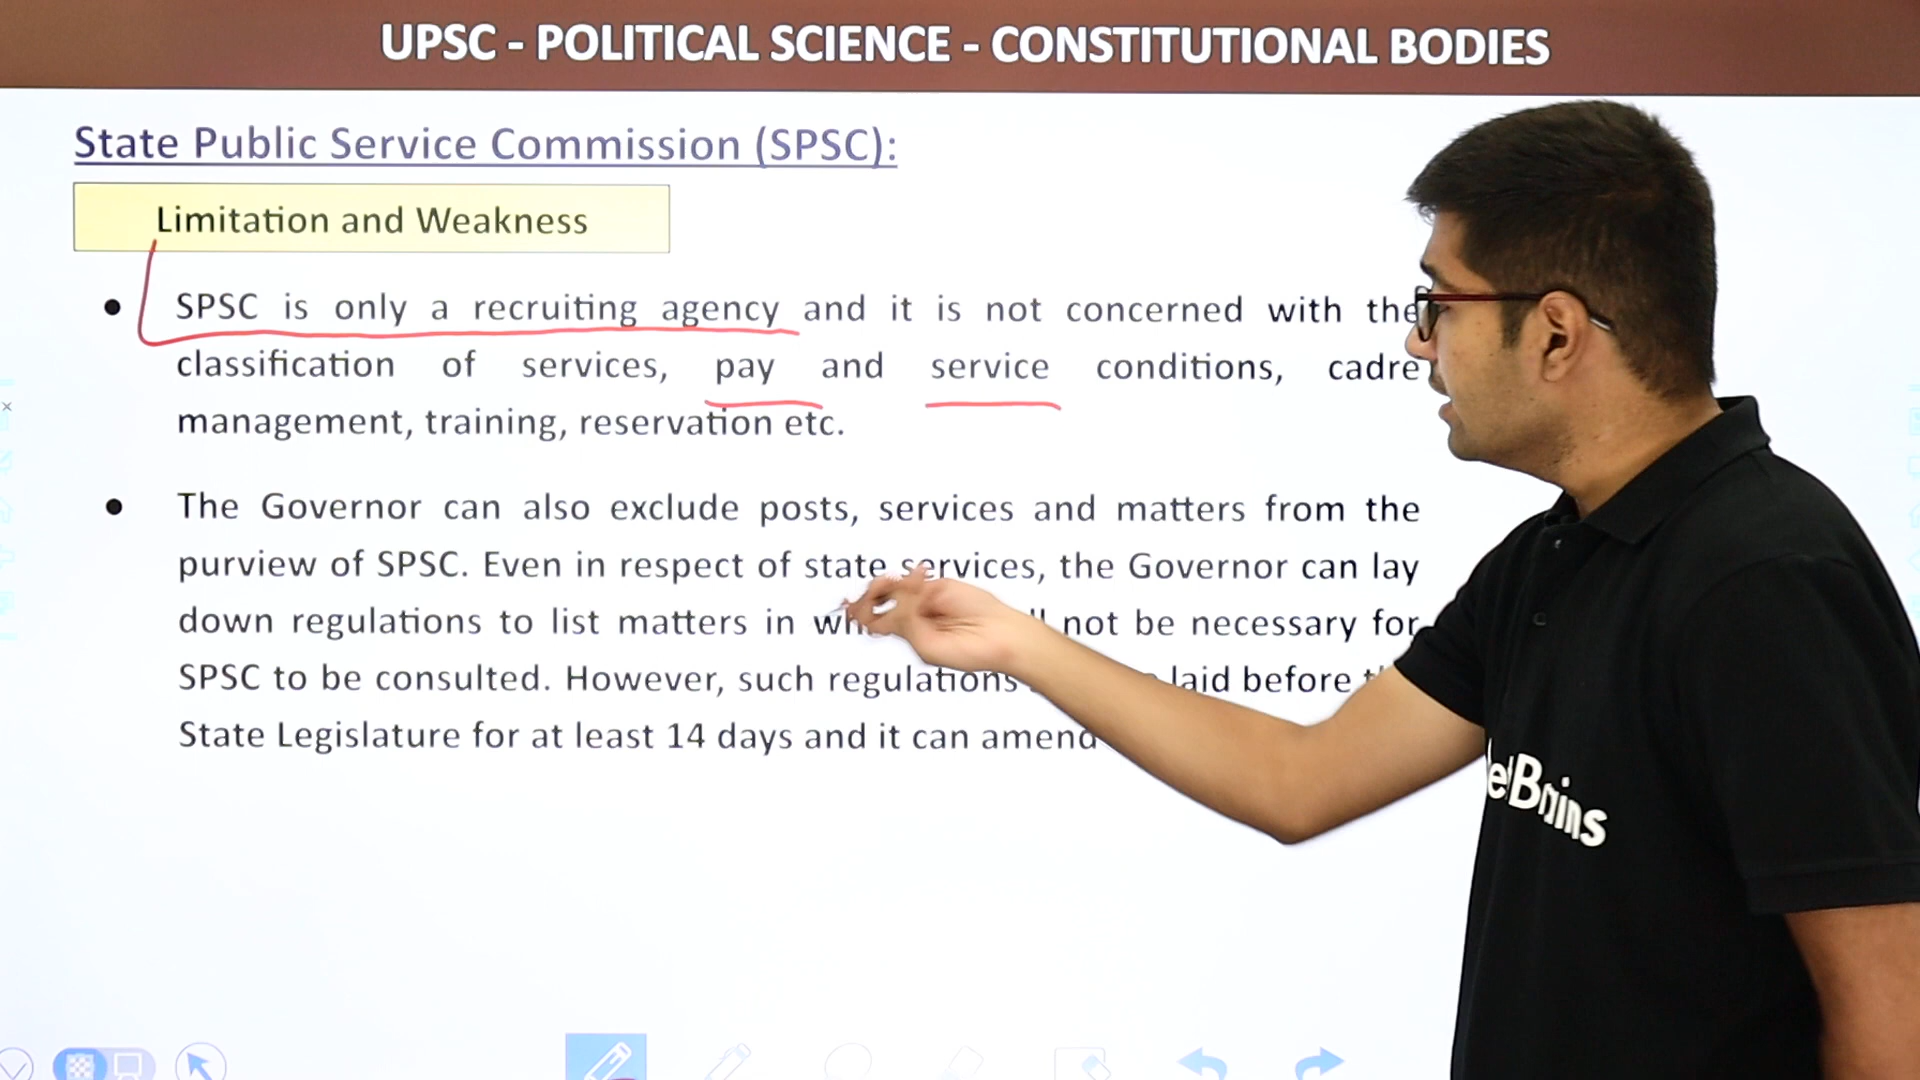 UPSC - POLITICAL SCIENCE - CONSTITUTIONAL BODIES
State Public Service Commission (SPSC):
Limitation and Weakness
• SPSC is only a recruiting agency and it is not concerned with the
classification of services, pay and service conditions, cadre
management, training, reservation etc.
• The Governor can also exclude posts, services and matters from the
purview of SPSC. Even in respect of state services, the Governor can lay
down regulations to list matters in not be necessary for
SPSC to be consulted. However, such regulations laid before
State Legislature for at least 14 days and it can amend
Brains